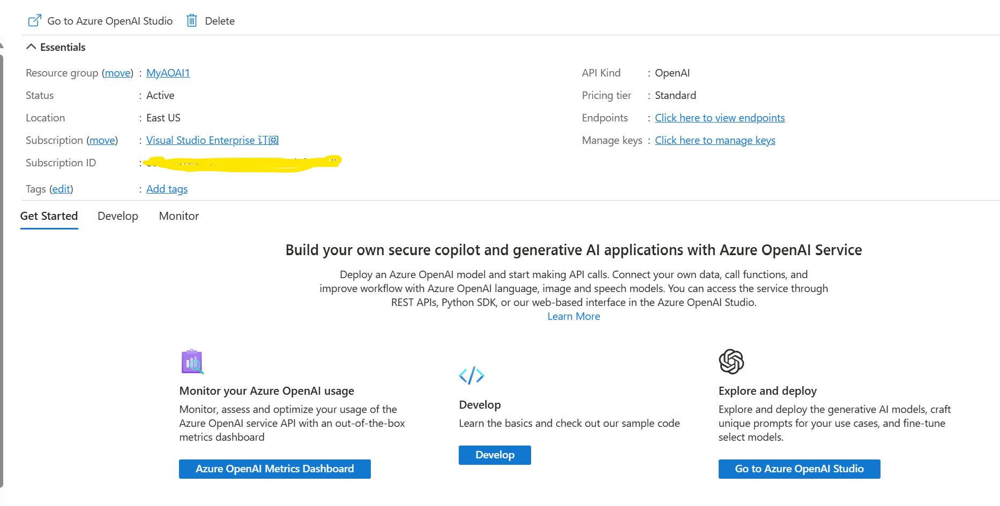 Go to Azure OpenAI Studio Delete
Essentials
Resource group (move) : MyAOAI1
API Kind : OpenAI
Status : Active
Pricing tier : Standard
Location : East US
Endpoints : Click here to view endpoints
Subscription (move) : Visual Studio Enterprise 订阅
Manage keys : Click here to manage keys
Subscription ID :
Tags (edit) : Add tags
Get Started Develop Monitor
Build your own secure copilot and generative AI applications with Azure OpenAI Service
Deploy an Azure OpenAI model and start making API calls. Connect your own data, call functions, and
improve workflow with Azure OpenAI language, image and speech models. You can access the service through
REST APIs, Python SDK, or our web-based interface in the Azure OpenAI Studio.
Learn More
Monitor your Azure OpenAI usage
Monitor, assess and optimize your usage of the
Azure OpenAI service API with an out-of-the-box
metrics dashboard
Azure OpenAI Metrics Dashboard
Develop
Learn the basics and check out our sample code
Develop
Explore and deploy
Explore and deploy the generative AI models, craft
unique prompts for your use cases, and fine-tune
select models.
Go to Azure OpenAI Studio